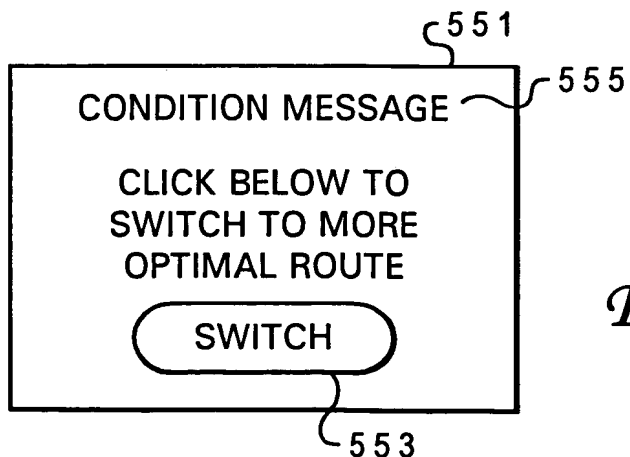 551
CONDITION MESSAGE 555
CLICK BELOW TO
SWITCH TO MORE
OPTIMAL ROUTE
SWITCH
553